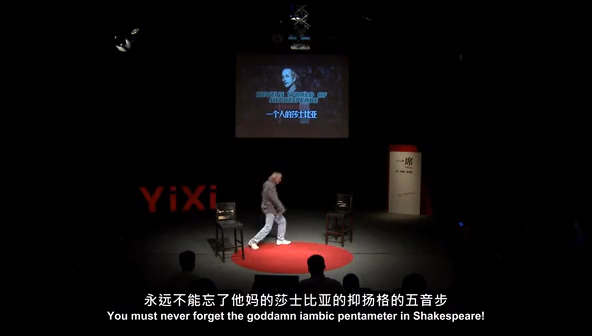 一个人的莎士比亚
YiXi
一席
永远不能忘了他妈的莎士比亚的抑扬格的五音步
You must never forget the goddamn iambic pentameter in Shakespeare!